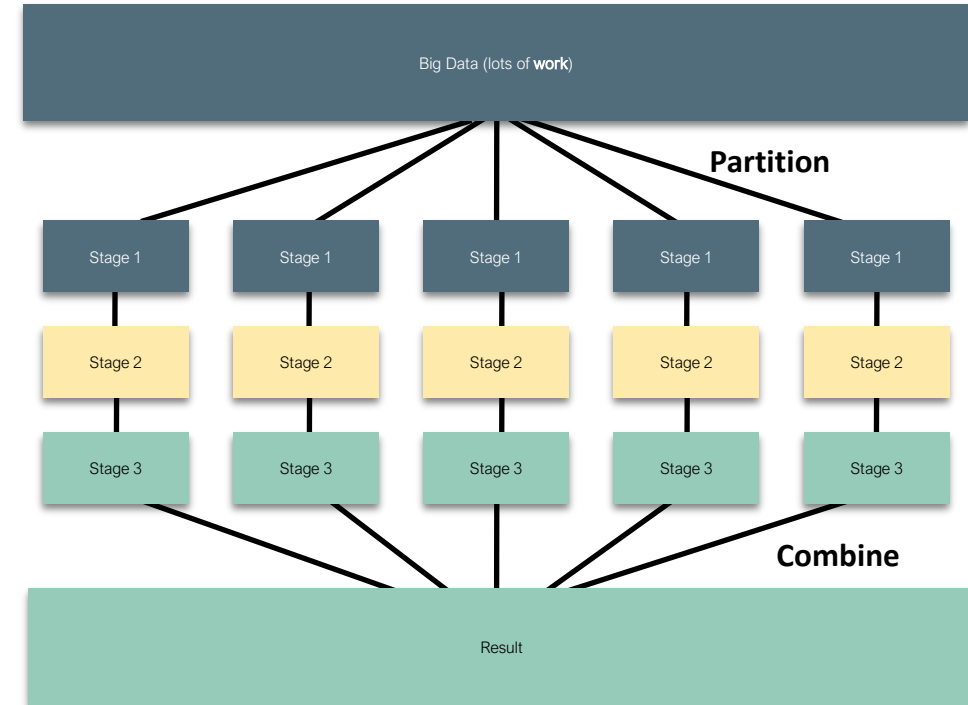 Big Data (lots of work)
Partition
Stage 1 Stage 1 Stage 1 Stage 1 Stage 1
Stage 2 Stage 2 Stage 2 Stage 2 Stage 2
Stage 3 Stage 3 Stage 3 Stage 3 Stage 3
Combine
Result